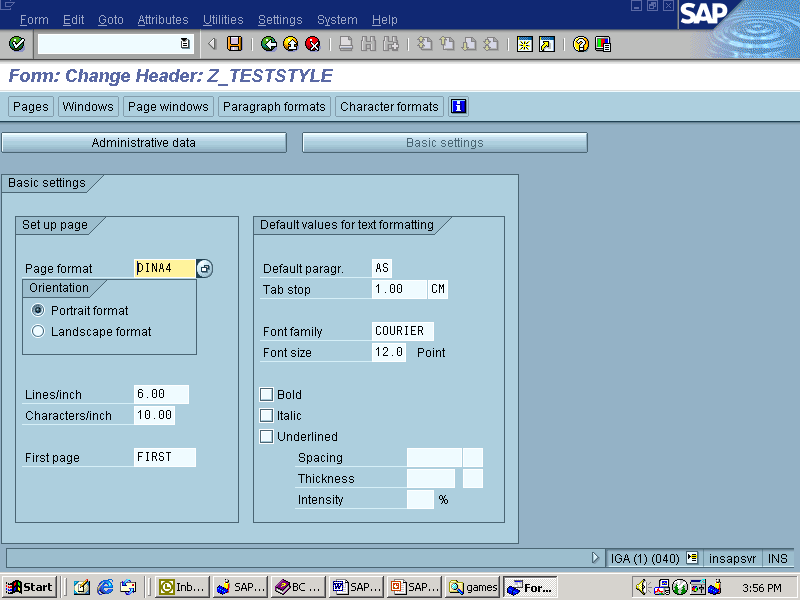 Form Edit Goto Attributes Utilities Settings System Help
SAP
Form: Change Header: Z_TESTSTYLE
Pages Windows Page windows Paragraph formats Character formats
Administrative data Basic settings
Basic settings
Set up page
Page format DINA4
Orientation
Portrait format
Landscape format
Lines/inch 6.00
Characters/inch 10.00
First page FIRST
Default values for text formatting
Default paragr. AS
Tab stop 1.00 CM
Font family COURIER
Font size 12.0 Point
Bold
Italic
Underlined
Spacing
Thickness
Intensity %
IGA (1) (040) insapsvr INS
Start Inb... SAP... BC ... SAP... SAP... games For... 3:56 PM